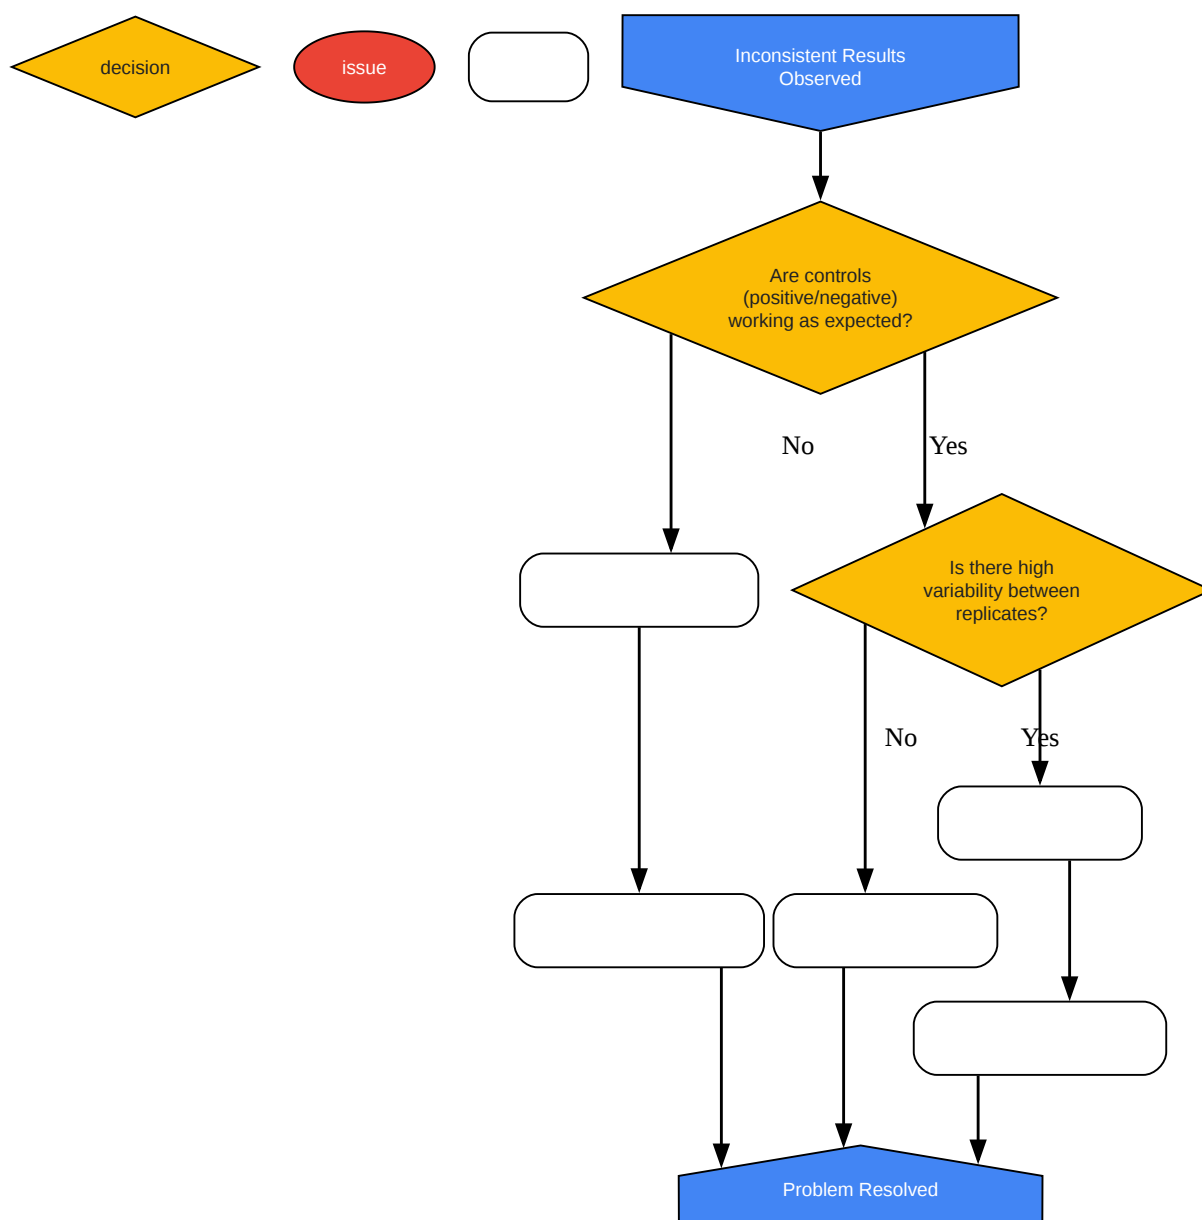 decision
issue
Inconsistent Results
Observed
Are controls
(positive/negative)
working as expected?
No
Yes
Is there high
variability between
replicates?
No
Yes
Problem Resolved